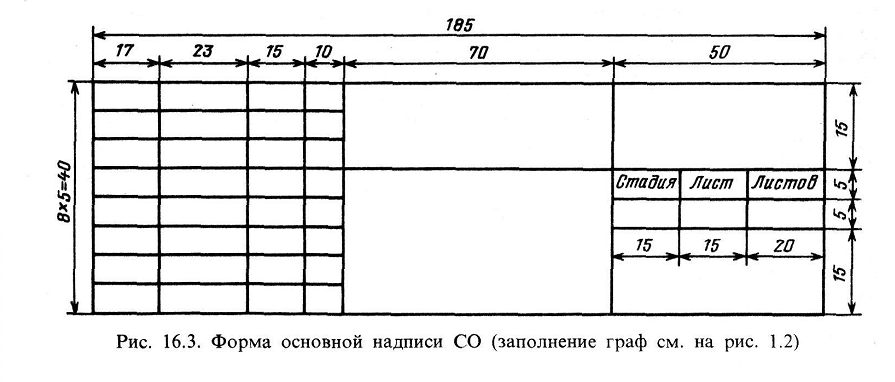 185
17 23 15 10 70 50
8×5=40
15
Стадия Лист Листов
5
5
15 15 20
15
Рис. 16.3. Форма основной надписи СО (заполнение граф см. на рис. 1.2)